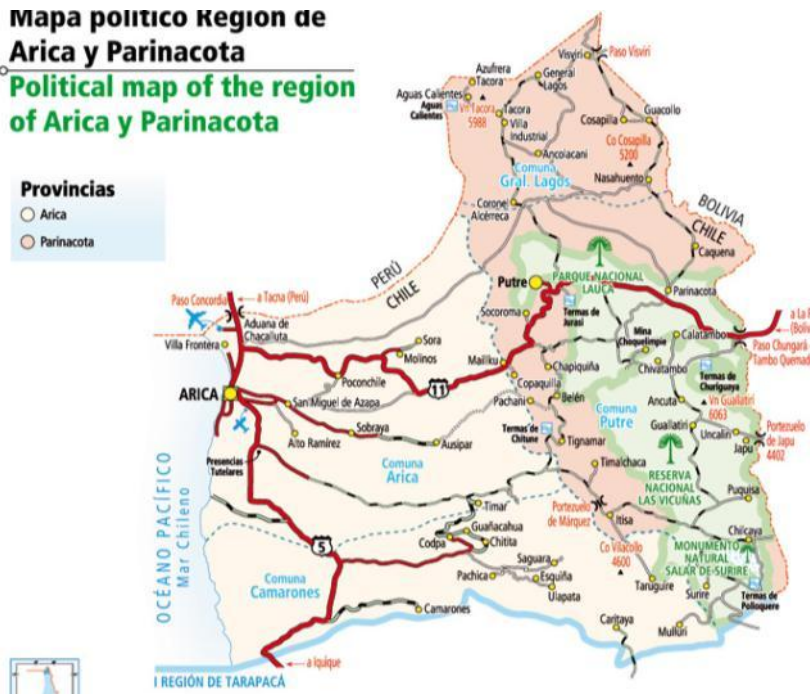 Mapa político Región de
Arica y Parinacota
Political map of the region
of Arica y Parinacota
Provincias
Arica
Parinacota
Visviri
Paso Visviri
Azufrera
Tacora
General
Lagos
Aguas Calientes
Aguas
Calientes
Vn Tacora
5988
Tacora
Villa
Industrial
Cosapilla
Guacollo
Co Cosapilla
5200
Ancolacani
Comuna
Gral. Lagos
Nasahuento
Coronel
Alcérreca
BOLIVIA
CHILE
Caquena
PERÚ
CHILE
Putre
PARQUE NACIONAL
LAUCA
Parinacota
Paso Concordia
a Tacna (Perú)
Aduana de
Chacalluta
Villa Frontera
Socoroma
Termas de
Jurasi
Mina
Choquelimpie
Calatambo
Paso Chungará
Tambo Quemad
Sora
Molinos
Poconchile
11
Mailiku
Copaquilla
Chapiquiña
Chivatambo
Termas de
Churiguaya
ARICA
San Miguel de Azapa
Pachani
Belén
Comuna
Putre
Ancuta
Vn Guallatiri
6063
Guallatiri
Uncalin
Japu
Portezuelo
de Japu
4402
Alto Ramírez
Sobraya
Ausipar
Termas de
Chitune
Tignamar
Presencias
Tutelares
Comuna
Arica
Timalchaca
RESERVA
NACIONAL
LAS VICUÑAS
Puquisa
Timar
Portezuelo
de Márquez
Itisa
Chilcaya
OCÉANO PACÍFICO
Mar Chileno
5
Guañacahua
Codpa
Chitita
Co Vilacollo
4600
MONUMENTO
NATURAL
SALAR DE SURIRE
Comuna
Camarones
Saguara
Pachica
Esquiña
Ulapata
Taruguire
Surire
Termas de
Polloquere
Camarones
Caritaya
Mulluri
a Iquique
I REGIÓN DE TARAPACÁ